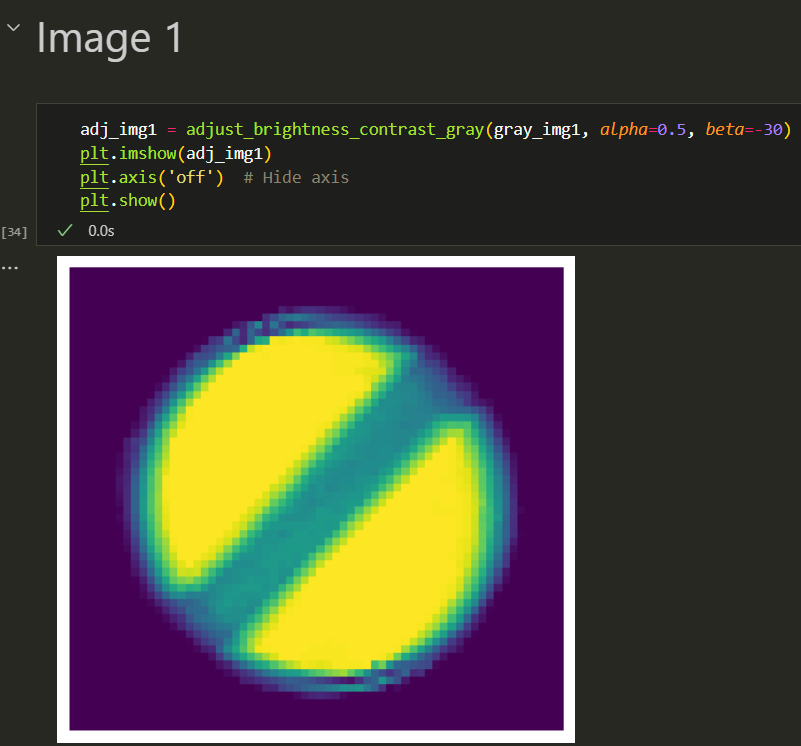 Image 1
adj_img1 = adjust_brightness_contrast_gray(gray_img1, alpha=0.5, beta=-30)
plt.imshow(adj_img1)
plt.axis('off')  # Hide axis
plt.show()
[34] 0.0s